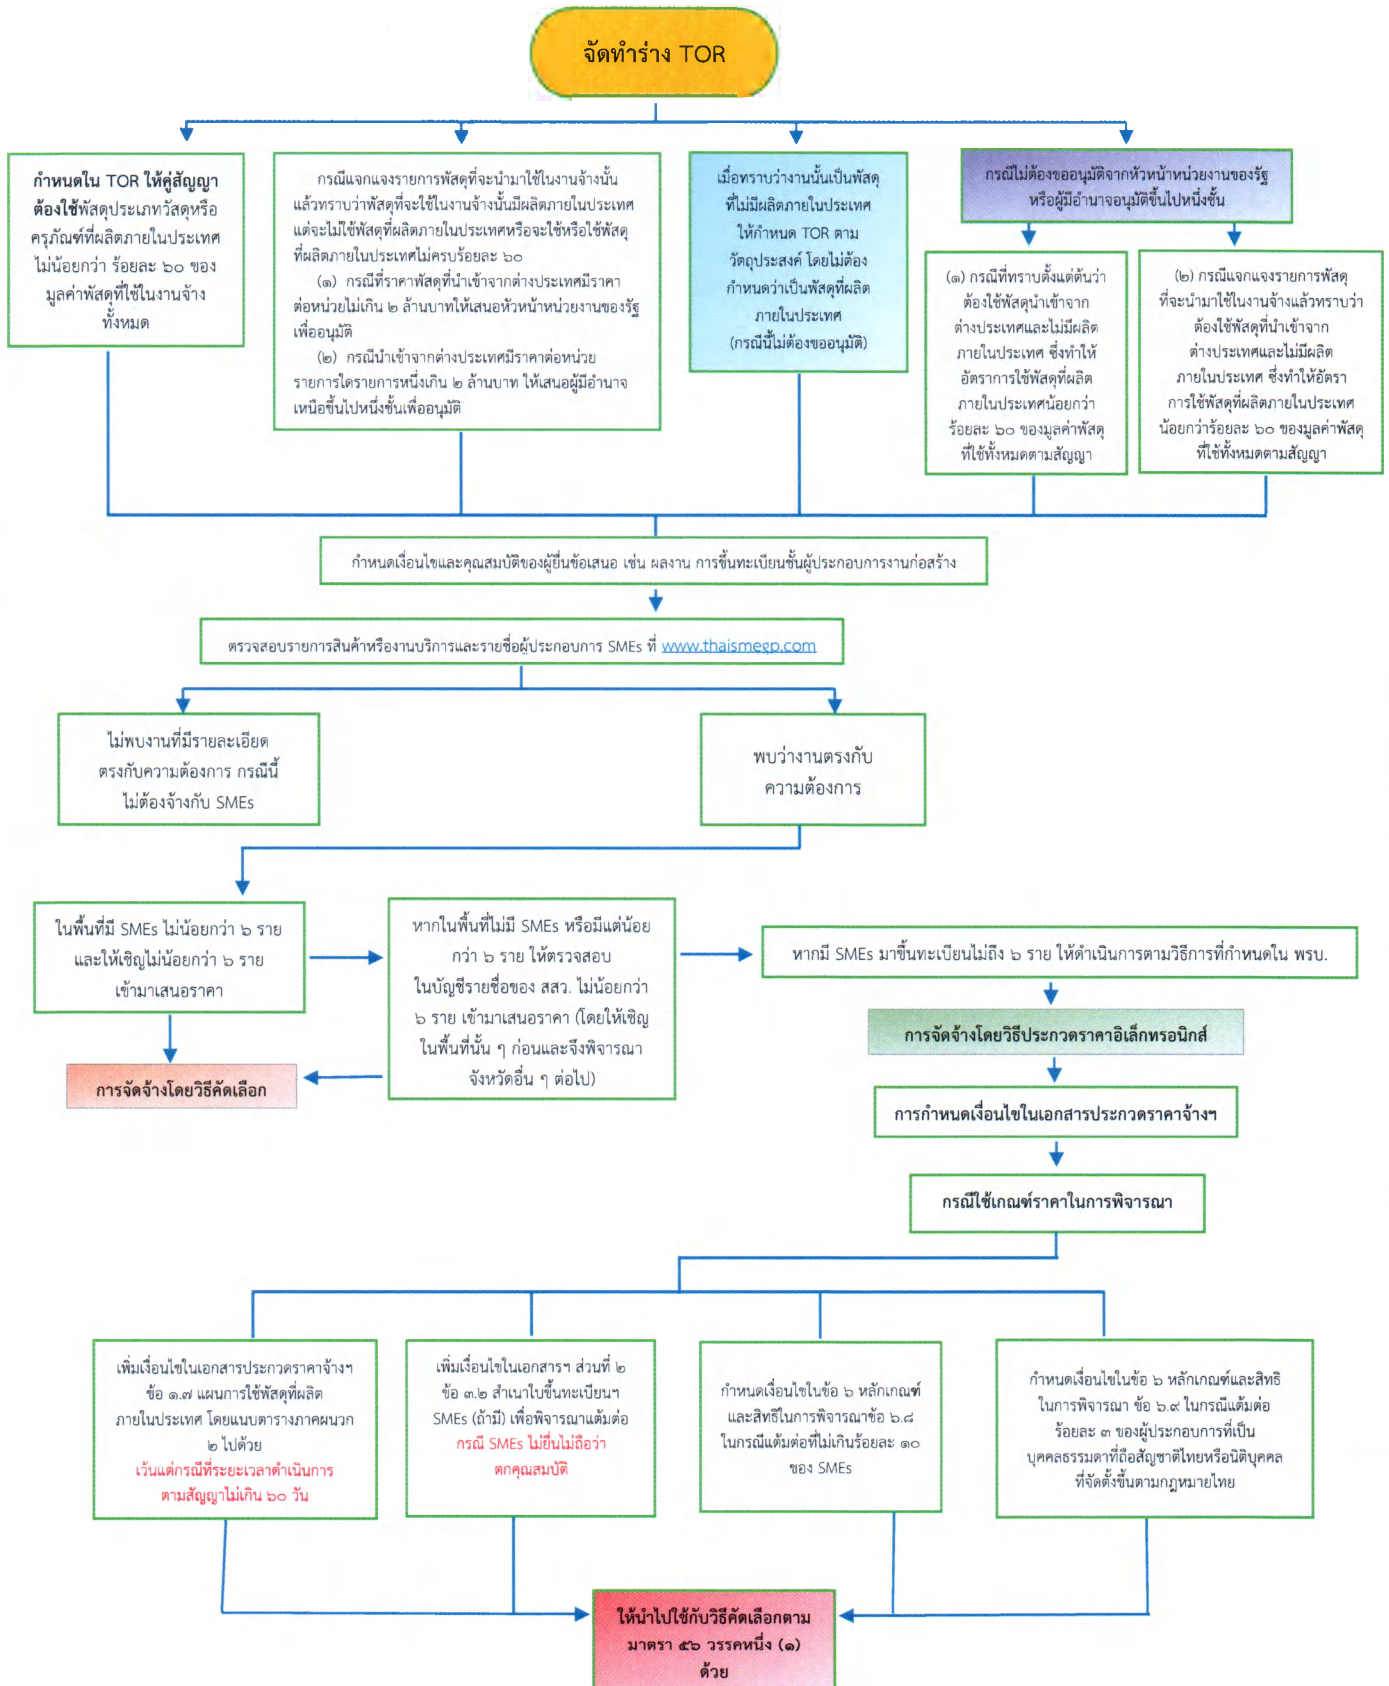 จัดทำร่าง TOR
กำหนดใน TOR ให้คู่สัญญา
ต้องใช้พัสดุประเภทวัสดุหรือ
ครุภัณฑ์ที่ผลิตภายในประเทศ
ไม่น้อยกว่า ร้อยละ ๖๐ ของ
มูลค่าพัสดุที่ใช้ในงานจ้าง
ทั้งหมด
กรณีแจกแจงรายการพัสดุที่จะนำมาใช้ในงานจ้างนั้น
แล้วทราบว่าพัสดุที่จะใช้ในงานจ้างนั้นมีผลิตภายในประเทศ
แต่จะไม่ใช้พัสดุที่ผลิตภายในประเทศหรือจะใช้หรือใช้พัสดุ
ที่ผลิตภายในประเทศไม่ครบร้อยละ ๖๐
(๑) กรณีที่ราคาพัสดุที่นำเข้าจากต่างประเทศมีราคา
ต่อหน่วยไม่เกิน ๒ ล้านบาทให้เสนอหัวหน้าหน่วยงานของรัฐ
เพื่ออนุมัติ
(๒) กรณีนำเข้าจากต่างประเทศมีราคาต่อหน่วย
รายการใดรายการหนึ่งเกิน ๒ ล้านบาท ให้เสนอผู้มีอำนาจ
เหนือขึ้นไปหนึ่งชั้นเพื่ออนุมัติ
เมื่อทราบว่างานนั้นเป็นพัสดุ
ที่ไม่มีผลิตภายในประเทศ
ให้กำหนด TOR ตาม
วัตถุประสงค์ โดยไม่ต้อง
กำหนดว่าเป็นพัสดุที่ผลิต
ภายในประเทศ
(กรณีนี้ไม่ต้องขออนุมัติ)
กรณีไม่ต้องขออนุมัติจากหัวหน้าหน่วยงานของรัฐ
หรือผู้มีอำนาจอนุมัติขึ้นไปหนึ่งชั้น
(๑) กรณีที่ทราบตั้งแต่ต้นว่า
ต้องใช้พัสดุนำเข้าจาก
ต่างประเทศและไม่มีผลิต
ภายในประเทศ ซึ่งทำให้
อัตราการใช้พัสดุที่ผลิต
ภายในประเทศน้อยกว่า
ร้อยละ ๖๐ ของมูลค่าพัสดุ
ที่ใช้ทั้งหมดตามสัญญา
(๒) กรณีแจกแจงรายการพัสดุ
ที่จะนำมาใช้ในงานจ้างแล้วทราบว่า
ต้องใช้พัสดุที่นำเข้าจาก
ต่างประเทศและไม่มีผลิต
ภายในประเทศ ซึ่งทำให้อัตรา
การใช้พัสดุที่ผลิตภายในประเทศ
น้อยกว่าร้อยละ ๖๐ ของมูลค่าพัสดุ
ที่ใช้ทั้งหมดตามสัญญา
กำหนดเงื่อนไขและคุณสมบัติของผู้ยื่นข้อเสนอ เช่น ผลงาน การขึ้นทะเบียนชั้นผู้ประกอบการงานก่อสร้าง
ตรวจสอบรายการสินค้าหรืองานบริการและรายชื่อผู้ประกอบการ SMEs ที่ www.thaismegp.com
ไม่พบงานที่มีรายละเอียด
ตรงกับความต้องการ กรณีนี้
ไม่ต้องจ้างกับ SMEs
พบว่างานตรงกับ
ความต้องการ
ในพื้นที่มี SMEs ไม่น้อยกว่า ๖ ราย
และให้เชิญไม่น้อยกว่า ๖ ราย
เข้ามาเสนอราคา
หากในพื้นที่ไม่มี SMEs หรือมีแต่น้อย
กว่า ๖ ราย ให้ตรวจสอบ
ในบัญชีรายชื่อของ สสว. ไม่น้อยกว่า
๖ ราย เข้ามาเสนอราคา (โดยให้เชิญ
ในพื้นที่นั้น ๆ ก่อนและจึงพิจารณา
จังหวัดอื่น ๆ ต่อไป)
หากมี SMEs มาขึ้นทะเบียนไม่ถึง ๖ ราย ให้ดำเนินการตามวิธีการที่กำหนดใน พรบ.
การจัดจ้างโดยวิธีคัดเลือก
การจัดจ้างโดยวิธีประกวดราคาอิเล็กทรอนิกส์
การกำหนดเงื่อนไขในเอกสารประกวดราคาจ้างฯ
กรณีใช้เกณฑ์ราคาในการพิจารณา
เพิ่มเงื่อนไขในเอกสารประกวดราคาจ้างฯ
ข้อ ๑.๗ แผนการใช้พัสดุที่ผลิต
ภายในประเทศ โดยแนบตารางภาคผนวก
๒ ไปด้วย
เว้นแต่กรณีที่ระยะเวลาดำเนินการ
ตามสัญญาไม่เกิน ๖๐ วัน
เพิ่มเงื่อนไขในเอกสารฯ ส่วนที่ ๒
ข้อ ๓.๒ สำเนาใบขึ้นทะเบียนฯ
SMEs (ถ้ามี) เพื่อพิจารณาแต้มต่อ
กรณี SMEs ไม่ยื่นไม่ถือว่า
ตกคุณสมบัติ
กำหนดเงื่อนไขในข้อ ๖ หลักเกณฑ์
และสิทธิในการพิจารณาข้อ ๖.๘
ในกรณีแต้มต่อที่ไม่เกินร้อยละ ๑๐
ของ SMEs
กำหนดเงื่อนไขในข้อ ๖ หลักเกณฑ์และสิทธิ
ในการพิจารณา ข้อ ๖.๙ ในกรณีแต้มต่อ
ร้อยละ ๓ ของผู้ประกอบการที่เป็น
บุคคลธรรมดาที่ถือสัญชาติไทยหรือนิติบุคคล
ที่จัดตั้งขึ้นตามกฎหมายไทย
ให้นำไปใช้กับวิธีคัดเลือกตาม
มาตรา ๕๖ วรรคหนึ่ง (๑)
ด้วย